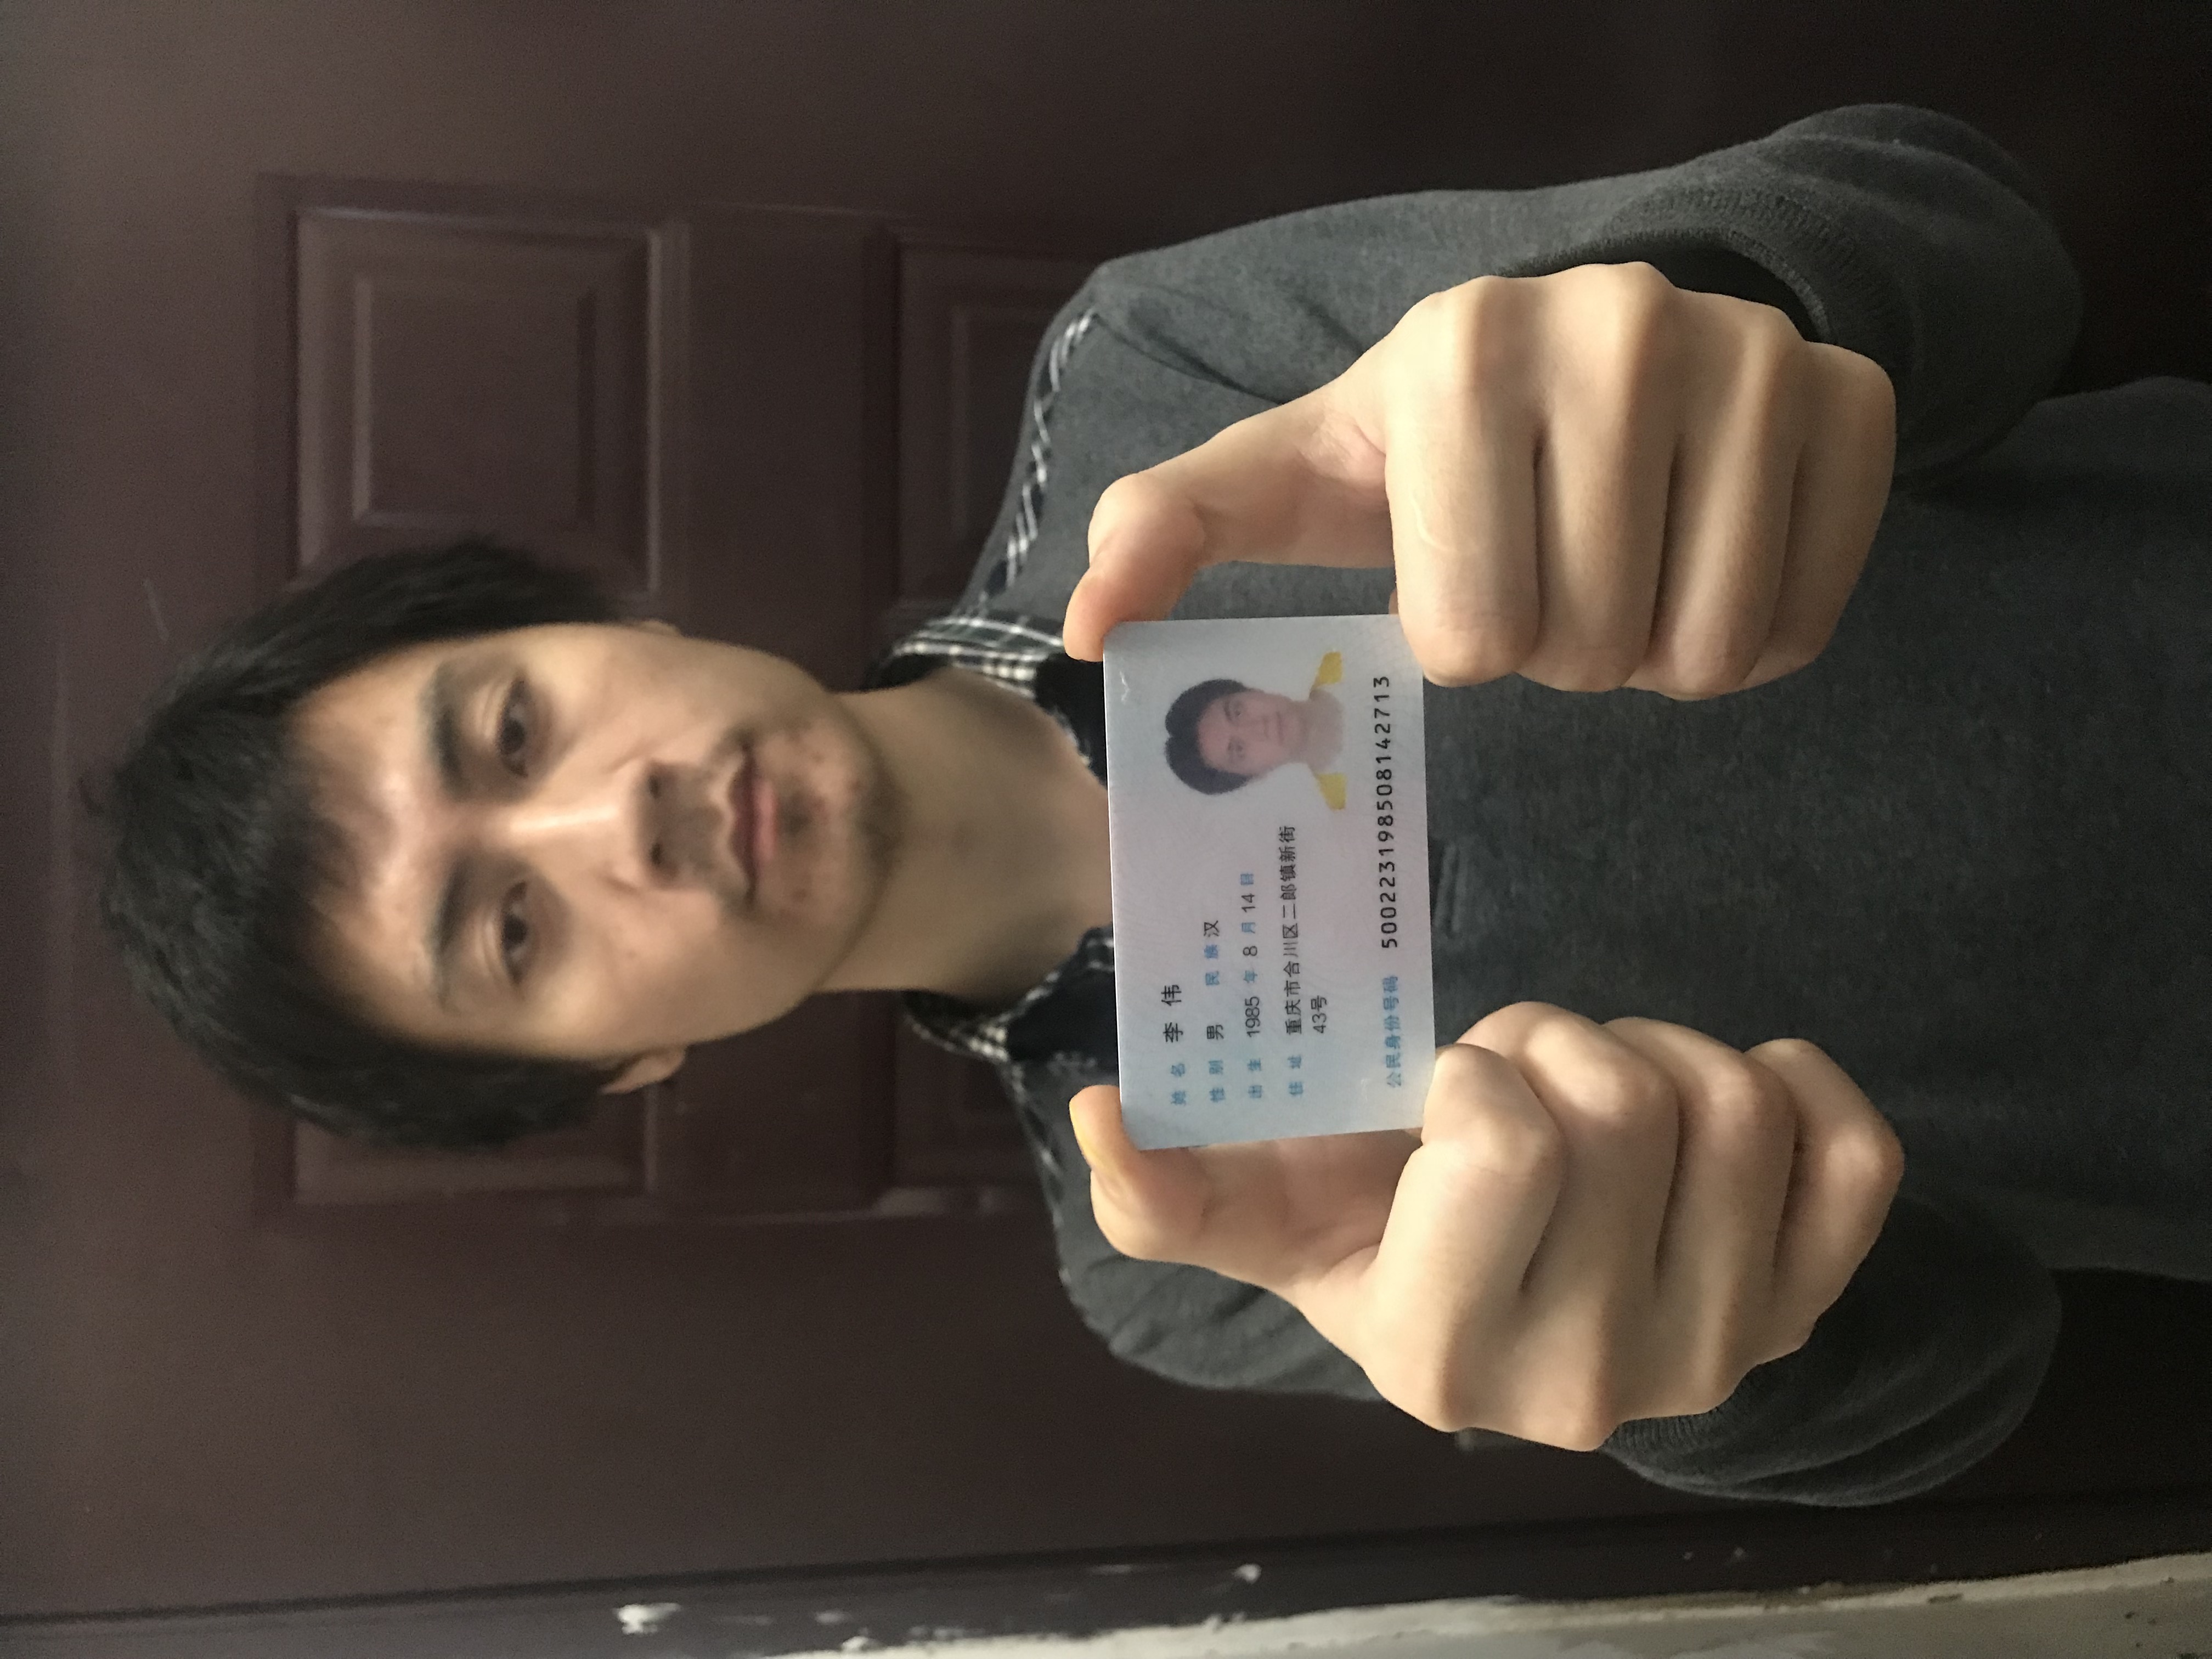 姓名 李伟
性别 男 民族 汉
出生 1985 年 8 月 14 日
住址 重庆市合川区二郎镇新街
43号
公民身份号码 500223198508142713